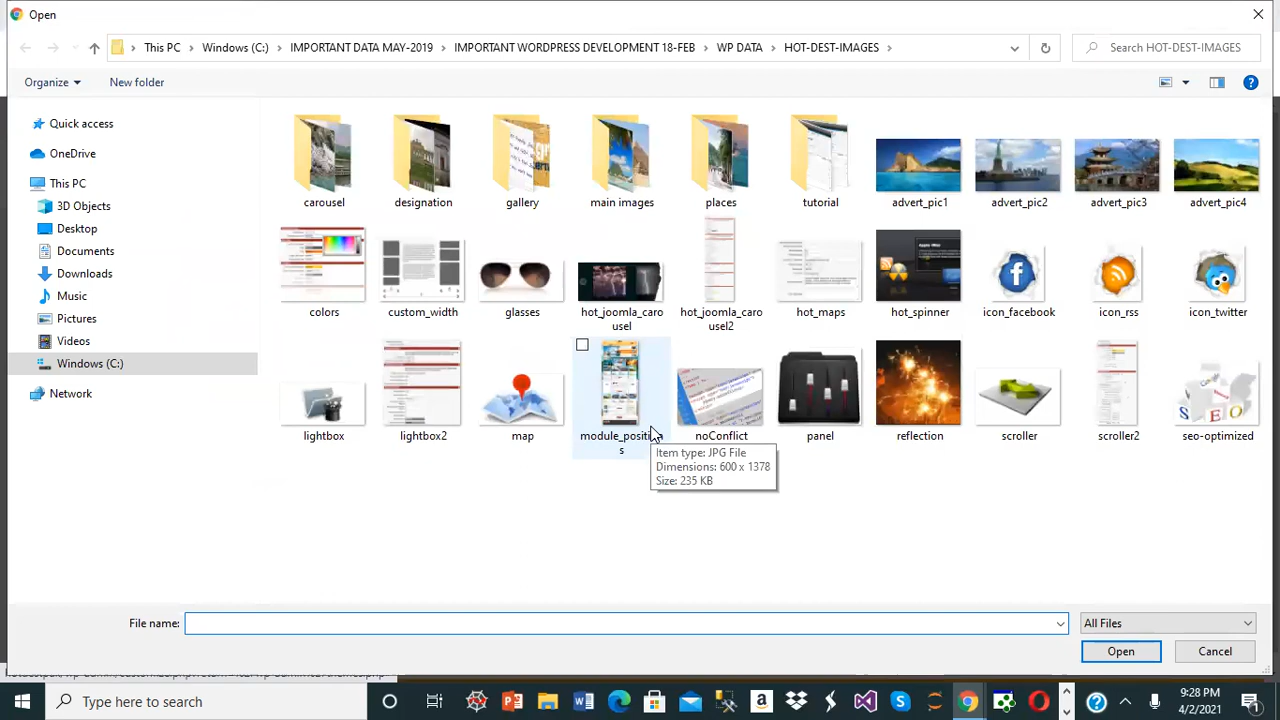 Open
This PC > Windows (C:) > IMPORTANT DATA MAY-2019 > IMPORTANT WORDPRESS DEVELOPMENT 18-FEB > WP DATA > HOT-DEST-IMAGES >
Search HOT-DEST-IMAGES
Organize
New folder
Quick access
OneDrive
This PC
3D Objects
Desktop
Documents
Downloads
Music
Pictures
Videos
Windows (C:)
Network
carousel
designation
gallery
main images
places
tutorial
advert_pic1
advert_pic2
advert_pic3
advert_pic4
colors
custom_width
glasses
hot_joomla_caro
usel
hot_joomla_caro
usel2
hot_maps
hot_spinner
icon_facebook
icon_rss
icon_twitter
lightbox
lightbox2
map
module_position
s
noConflict
panel
reflection
scroller
scroller2
seo-optimized
Item type: JPG File
Dimensions: 600 x 1378
Size: 235 KB
File name:
All Files
Open
Cancel
Type here to search
9:28 PM
4/2/2021